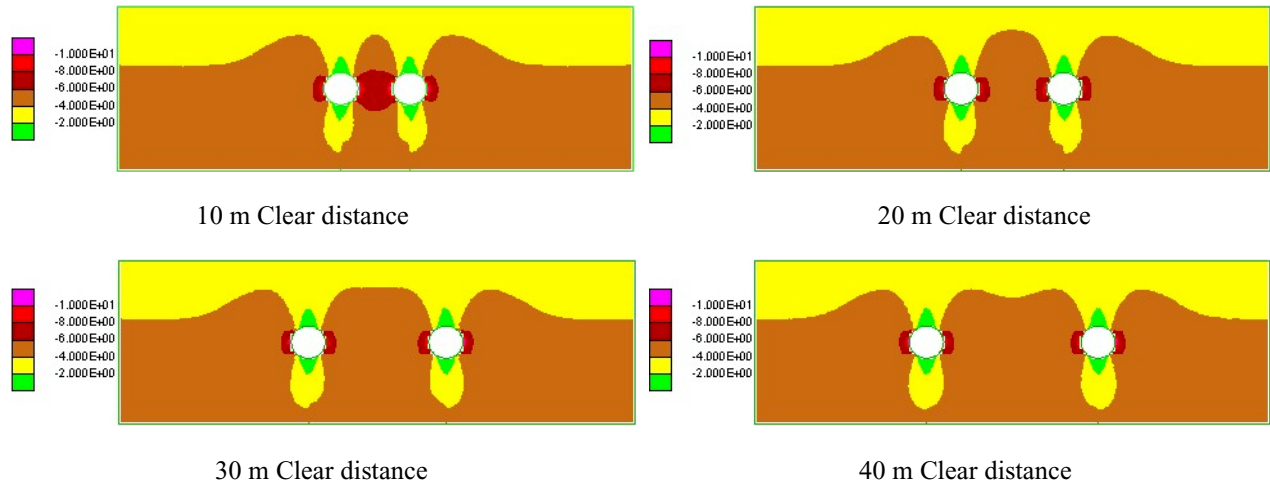 -1.000E+01
-8.000E+00
-6.000E+00
-4.000E+00
-2.000E+00
10 m Clear distance
-1.000E+01
-8.000E+00
-6.000E+00
-4.000E+00
-2.000E+00
20 m Clear distance
-1.000E+01
-8.000E+00
-6.000E+00
-4.000E+00
-2.000E+00
30 m Clear distance
-1.000E+01
-8.000E+00
-6.000E+00
-4.000E+00
-2.000E+00
40 m Clear distance